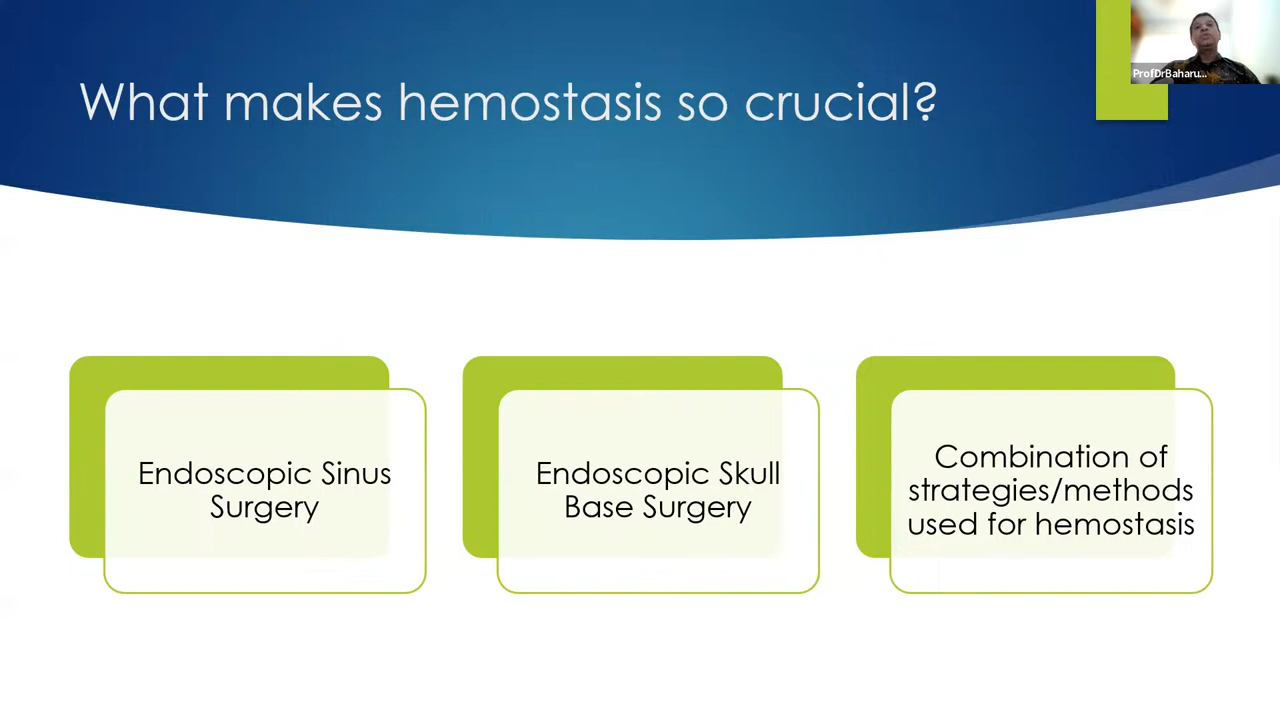 What makes hemostasis so crucial?
ProfDrBaharu...
Endoscopic Sinus
Surgery
Endoscopic Skull
Base Surgery
Combination of
strategies/methods
used for hemostasis